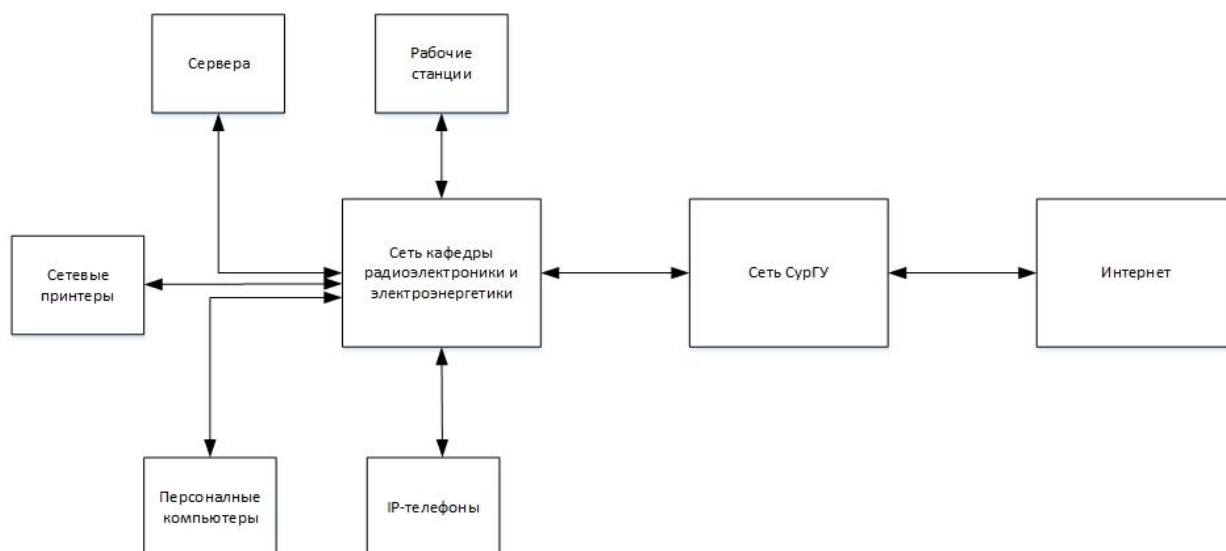 Сервера
Рабочие
станции
Сетевые
принтеры
Сеть кафедры
радиоэлектроники и
электроэнергетики
Сеть СурГУ
Интернет
Персоналные
компьютеры
IP-телефоны